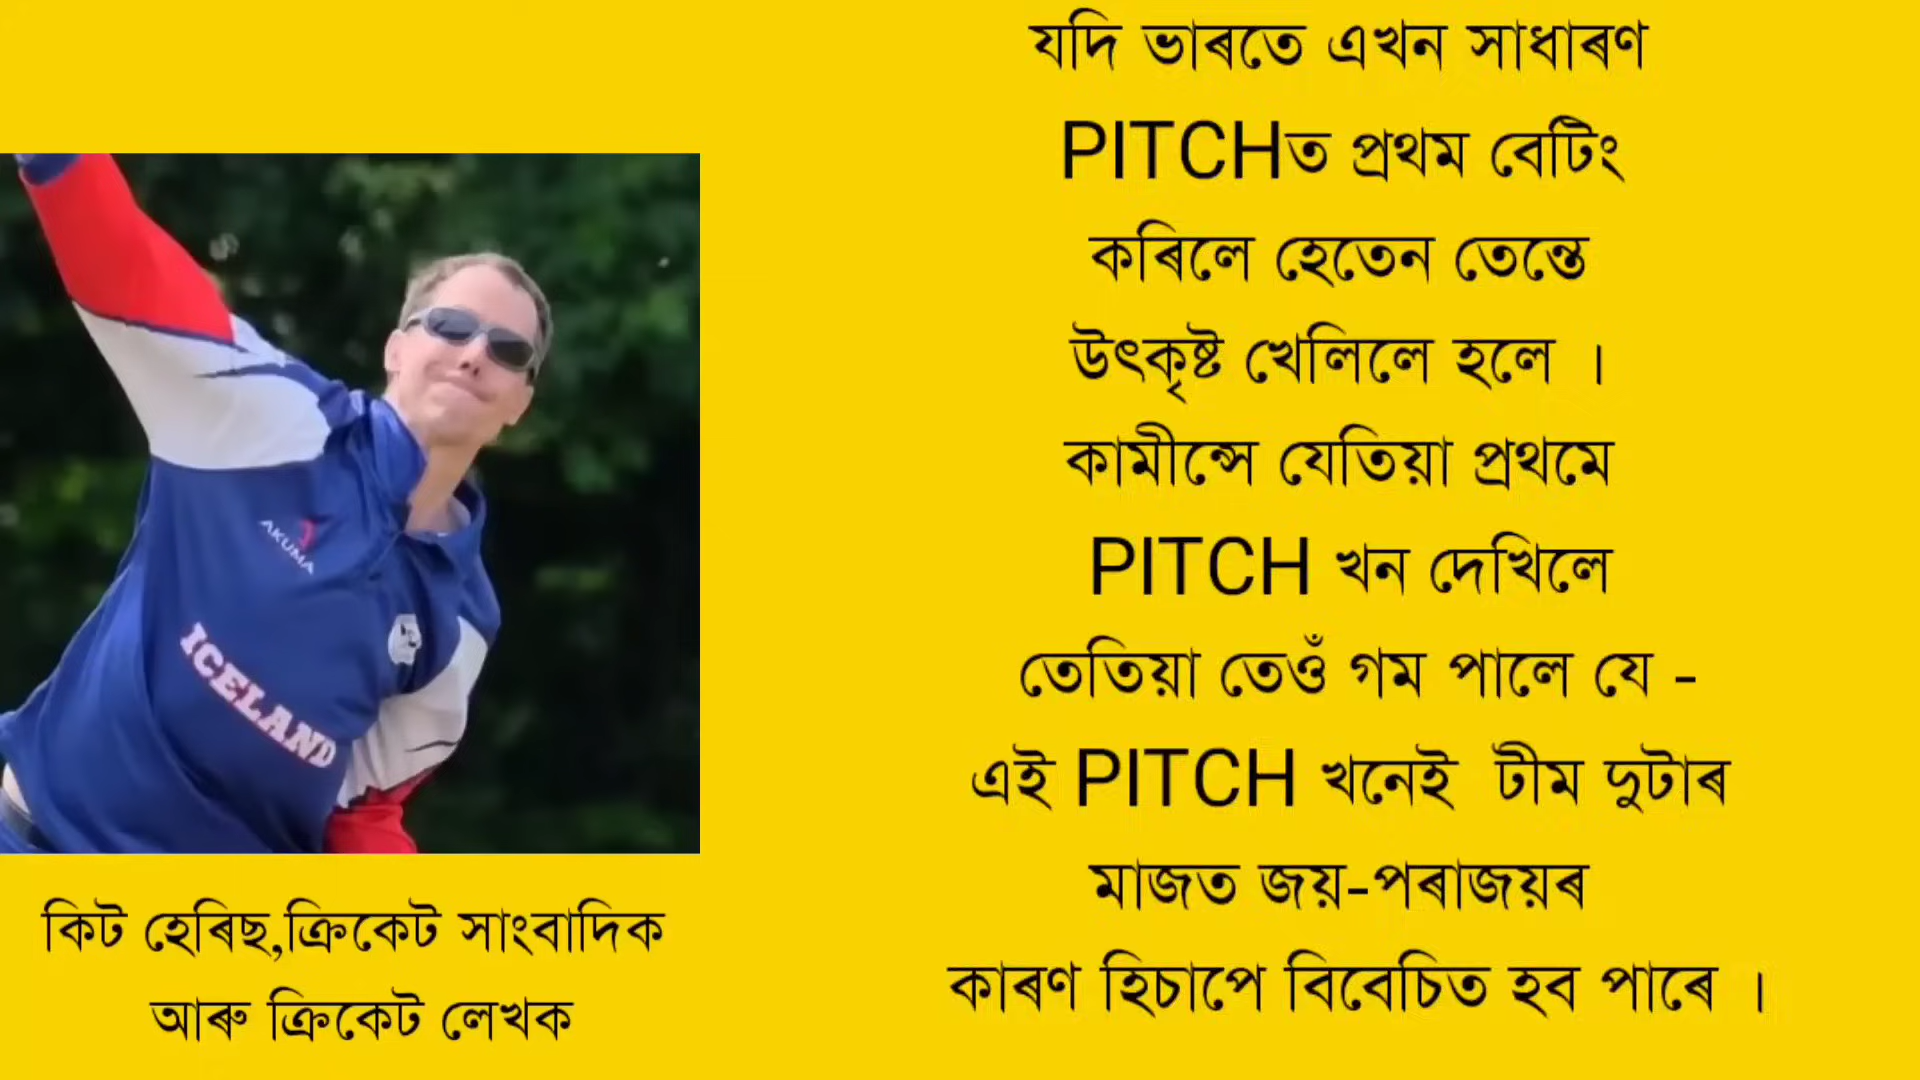 যদি ভাৰতে এখন সাধাৰণ
PITCHত প্ৰথম বেটিং
কৰিলে হেতেন তেন্তে
উৎকৃষ্ট খেলিলে হলে ।
কামীন্সে যেতিয়া প্ৰথমে
PITCH খন দেখিলে
তেতিয়া তেওঁ গম পালে যে -
এই PITCH খনেই টীম দুটাৰ
মাজত জয়-পৰাজয়ৰ
কাৰণ হিচাপে বিবেচিত হব পাৰে ।
AKUMA
ICELAND
কিট হেৰিছ,ক্ৰিকেট সাংবাদিক
আৰু ক্ৰিকেট লেখক